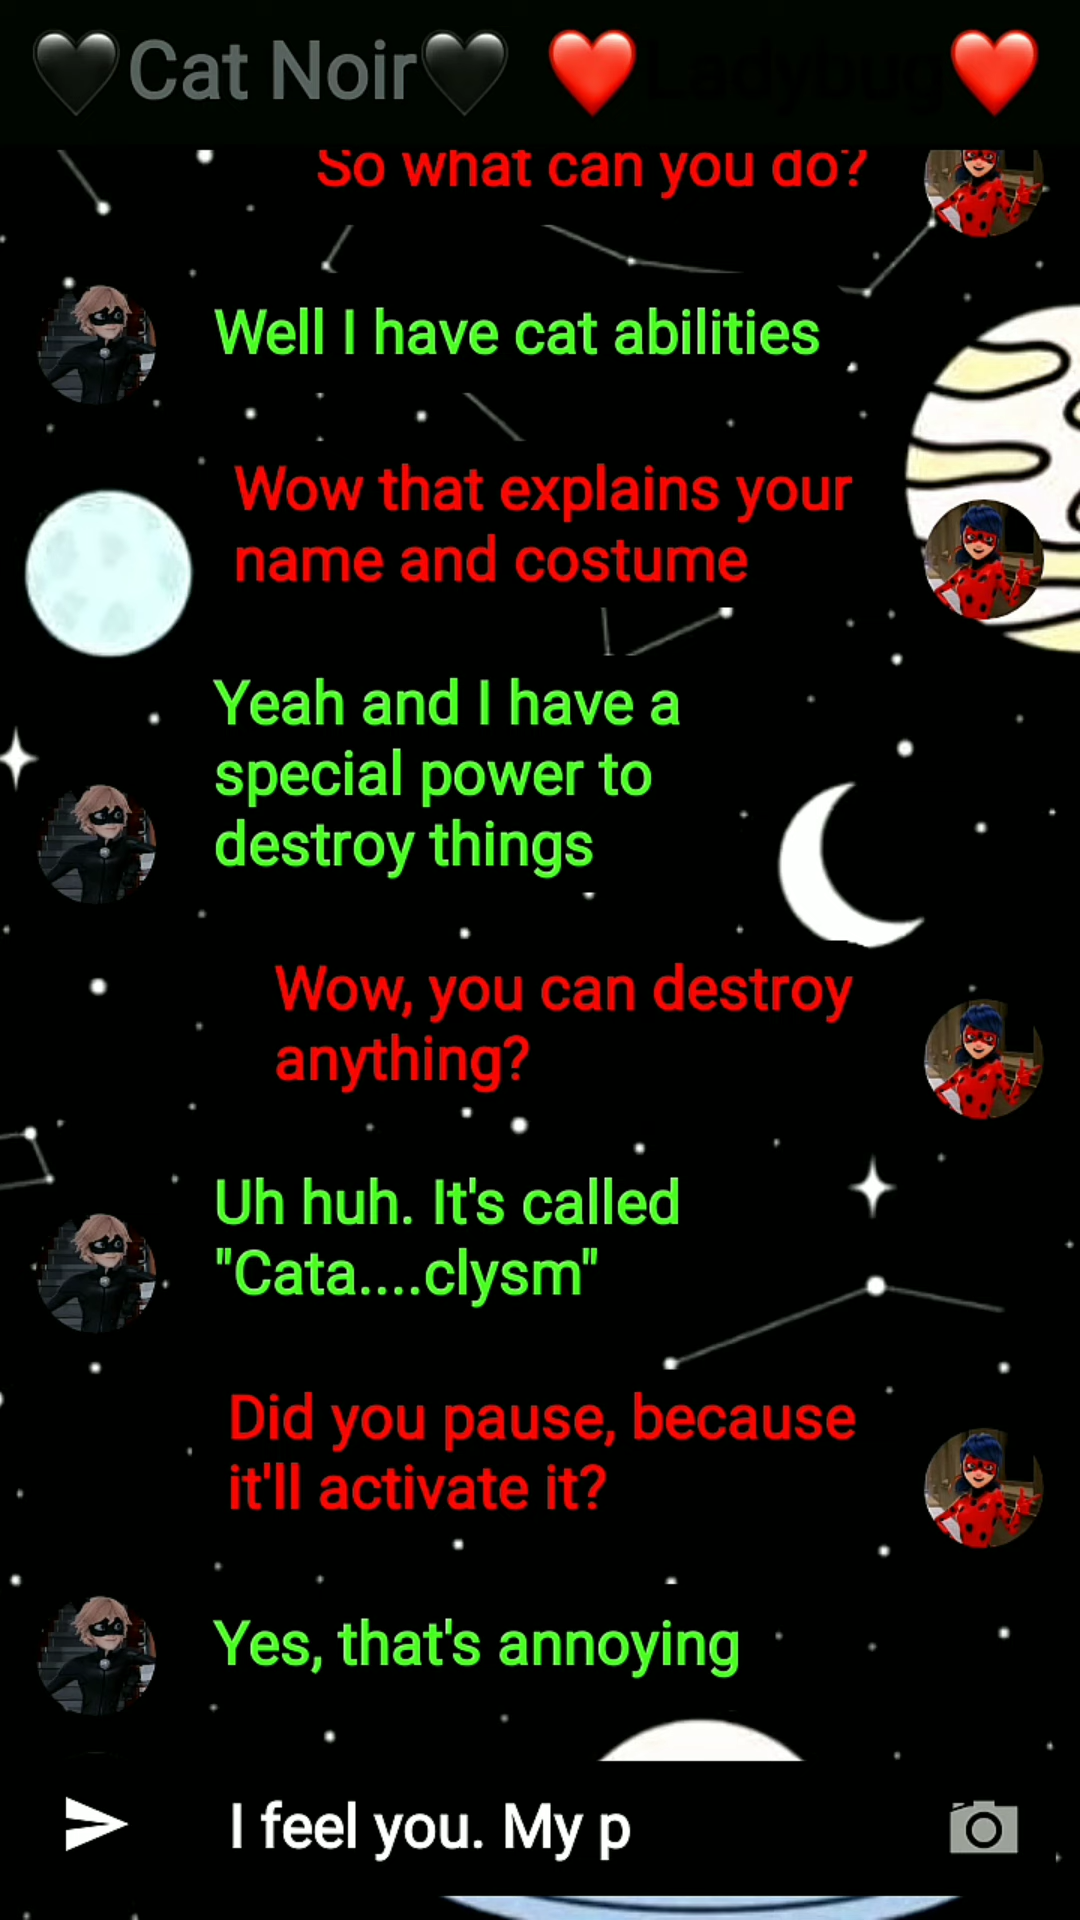 🖤Cat Noir🖤 ❤️Ladybug❤️
So what can you do?
Well I have cat abilities
Wow that explains your
name and costume
Yeah and I have a
special power to
destroy things
Wow, you can destroy
anything?
Uh huh. It's called
"Cata....clysm"
Did you pause, because
it'll activate it?
Yes, that's annoying
I feel you. My p